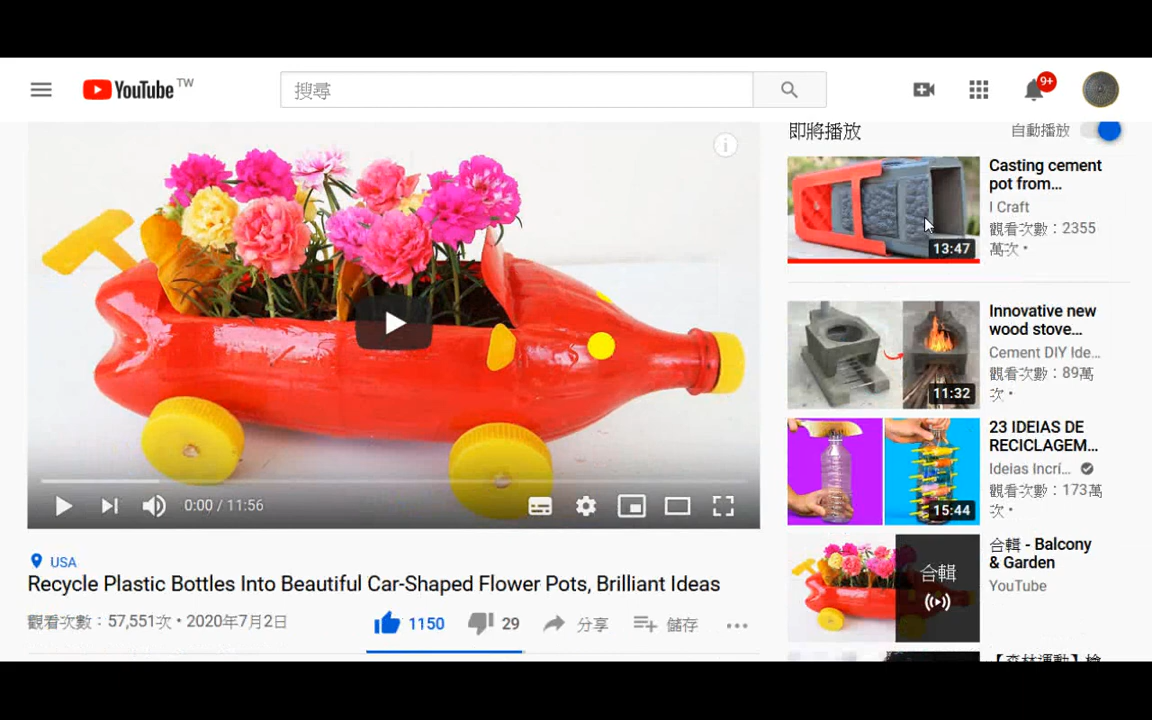 YouTube TW
搜尋
9+
即將播放
自動播放
Casting cement
pot from...
I Craft
觀看次數：2355
萬次 •
13:47
Innovative new
wood stove...
Cement DIY Ide...
觀看次數：89萬
次 •
11:32
23 IDEIAS DE
RECICLAGEM...
Ideias Incrí...
觀看次數：173萬
次 •
15:44
合輯 - Balcony
& Garden
YouTube
合輯
0:00 / 11:56
USA
Recycle Plastic Bottles Into Beautiful Car-Shaped Flower Pots, Brilliant Ideas
觀看次數：57,551次 • 2020年7月2日
1150
29
分享
儲存